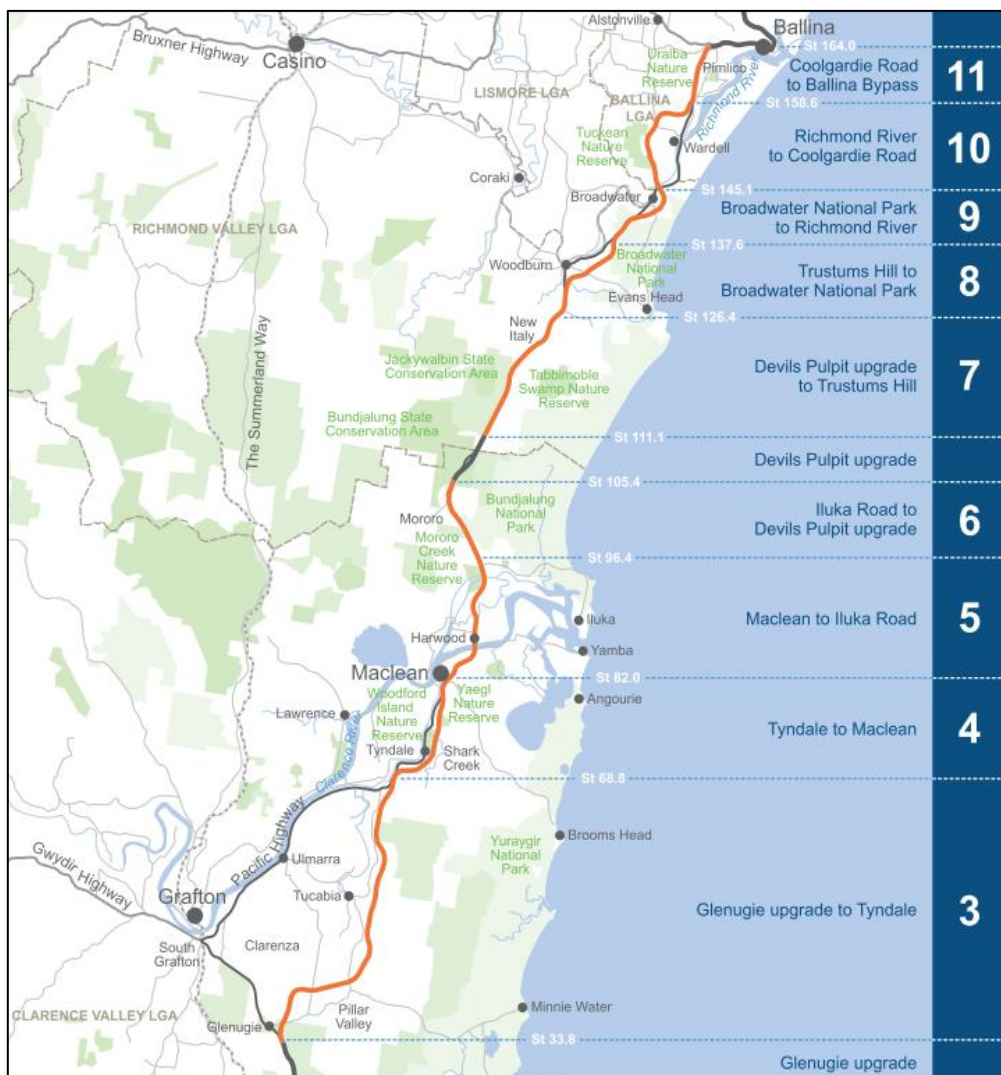 Alstonville
Ballina
Bruxner Highway
Casino
St 164.0
Uralba
Nature
Reserve
Pimlico
Coolgardie Road
to Ballina Bypass
11
LISMORE LGA
BALLINA
LGA
Richmond River
St 158.6
Tuckean
Nature
Reserve
Wardell
Richmond River
to Coolgardie Road
10
Coraki
Broadwater
St 145.1
RICHMOND VALLEY LGA
Broadwater National Park
to Richmond River
9
St 137.6
Woodburn
Broadwater
National
Park
Trustums Hill to
Broadwater National Park
8
Evans Head
New
Italy
St 126.4
The Summerland Way
Jackywalbin State
Conservation Area
Tabbimoble
Swamp Nature
Reserve
Devils Pulpit upgrade
to Trustums Hill
7
Bundjalung State
Conservation Area
St 111.1
Devils Pulpit upgrade
St 105.4
Bundjalung
National
Park
Mororo
Mororo
Creek
Nature
Reserve
Iluka Road to
Devils Pulpit upgrade
6
St 96.4
Iluka
Maclean to Iluka Road
5
Harwood
Yamba
Maclean
St 82.0
Angourie
Woodford
Island
Nature
Reserve
Yaegl
Nature
Reserve
Lawrence
Clarence River
Tyndale
Shark
Creek
Tyndale to Maclean
4
St 68.8
Pacific Highway
Brooms Head
Yuraygir
National
Park
Gwydir Highway
Ulmarra
Grafton
Tucabia
Glenugie upgrade to Tyndale
3
South
Grafton
Clarenza
Pillar
Valley
Minnie Water
CLARENCE VALLEY LGA
Glenugie
St 33.8
Glenugie upgrade